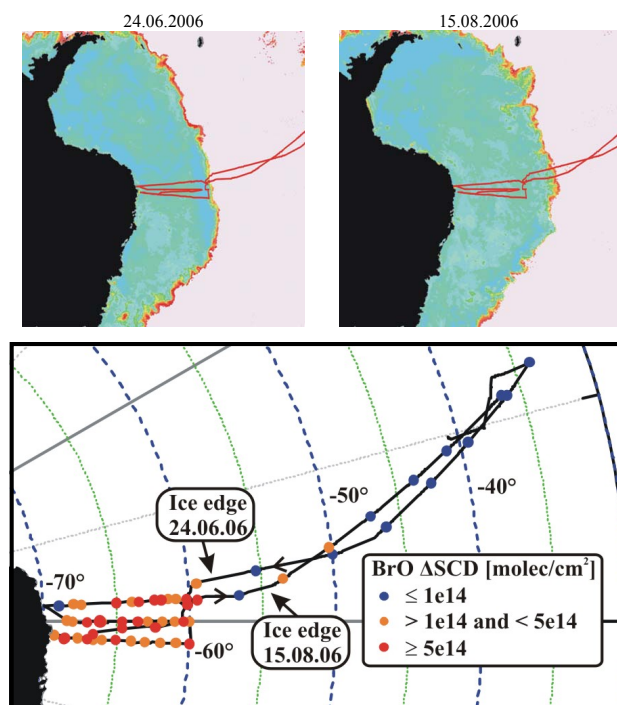 24.06.2006
15.08.2006
-50°
-40°
Ice edge
24.06.06
-70°
-60°
Ice edge
15.08.06
BrO ΔSCD [molec/cm²]
≤ 1e14
> 1e14 and < 5e14
≥ 5e14